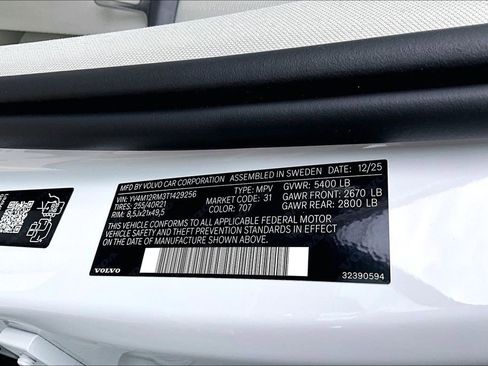 MFD. BY VOLVO CAR CORPORATION ASSEMBLED IN SWEDEN DATE 12/25
VIN: YV4M12RM3T1429256 TYPE: MPV GVWR: 5400 LB
TIRES: 255/40R21 MARKET: 31 GAWR FRONT: 2670 LB
RIM: 8,5Jx21x49,5 COLOR: 707 GAWR REAR: 2800 LB
THIS VEHICLE CONFORMS TO ALL APPLICABLE FEDERAL MOTOR
VEHICLE SAFETY AND THEFT PREVENTION STANDARDS IN
EFFECT ON THE DATE OF MANUFACTURE SHOWN ABOVE.
VOLVO
32390594